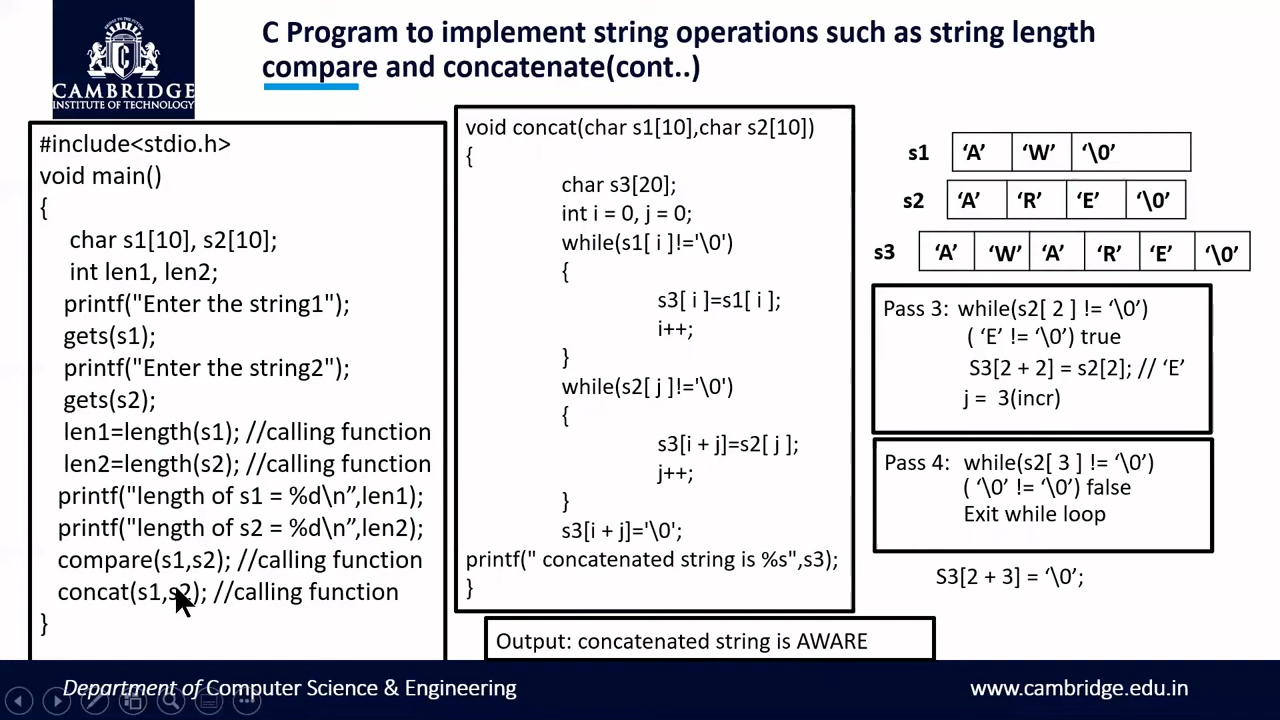 C Program to implement string operations such as string length
compare and concatenate(cont..)
C
CAMBRIDGE
INSTITUTE OF TECHNOLOGY
#include<stdio.h>
void main()
{
char s1[10], s2[10];
int len1, len2;
printf("Enter the string1");
gets(s1);
printf("Enter the string2");
gets(s2);
len1=length(s1); //calling function
len2=length(s2); //calling function
printf("length of s1 = %d\n”,len1);
printf("length of s2 = %d\n”,len2);
compare(s1,s2); //calling function
concat(s1,s2); //calling function
}
void concat(char s1[10],char s2[10])
{
char s3[20];
int i = 0, j = 0;
while(s1[ i ]!='\0')
{
s3[ i ]=s1[ i ];
i++;
}
while(s2[ j ]!='\0')
{
s3[i + j]=s2[ j ];
j++;
}
s3[i + j]='\0';
printf(" concatenated string is %s",s3);
}
s1 ‘A’ ‘W’ ‘\0’
s2 ‘A’ ‘R’ ‘E’ ‘\0’
s3 ‘A’ ‘W’ ‘A’ ‘R’ ‘E’ ‘\0’
Pass 3: while(s2[ 2 ] != ‘\0’)
( ‘E’ != ‘\0’) true
S3[2 + 2] = s2[2]; // ‘E’
j = 3(incr)
Pass 4: while(s2[ 3 ] != ‘\0’)
( ‘\0’ != ‘\0’) false
Exit while loop
S3[2 + 3] = ‘\0’;
Output: concatenated string is AWARE
Department of Computer Science & Engineering
www.cambridge.edu.in